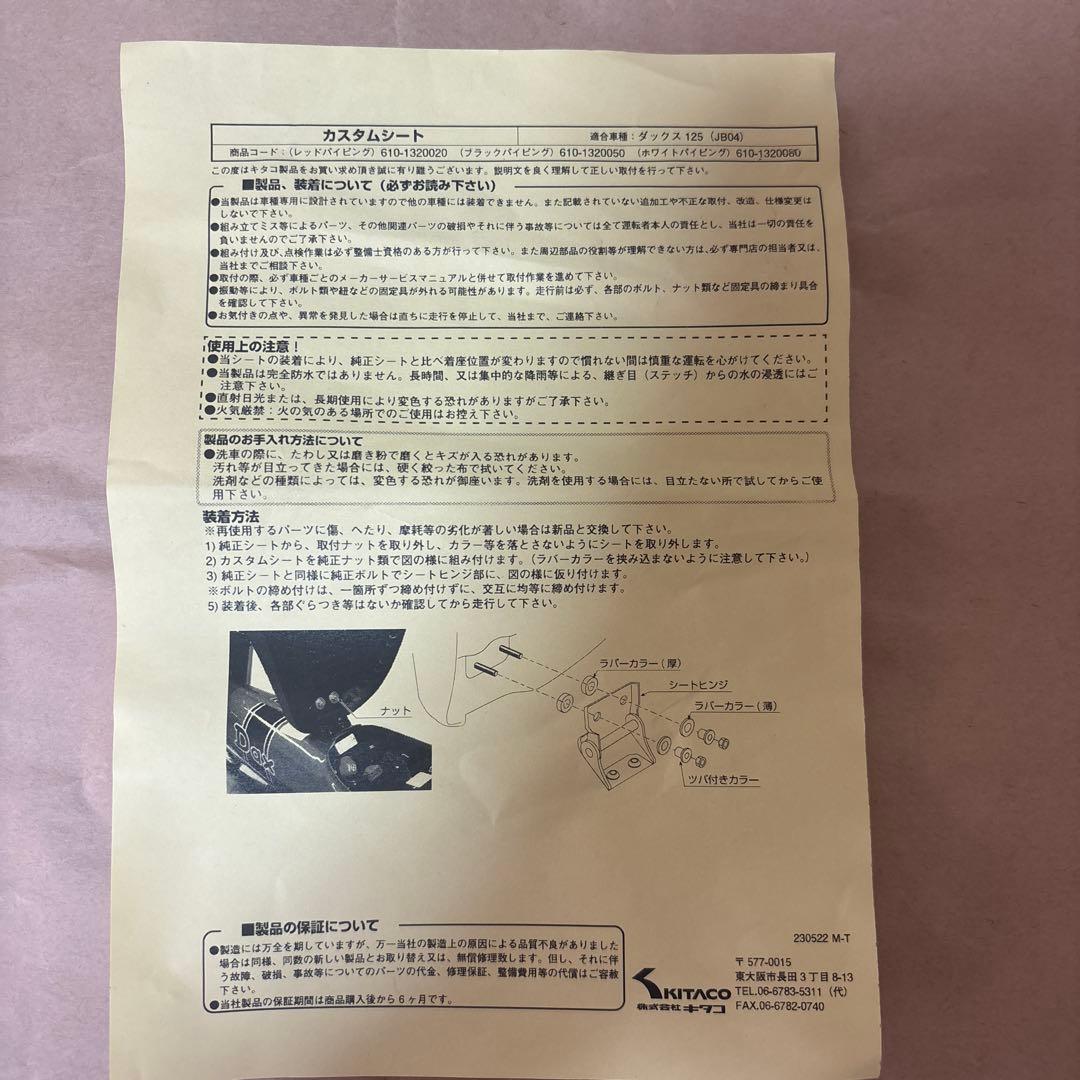 カスタムシート 適合車種：ダックス 125（JB04）
商品コード：（レッドパイピング）610-1320020 （ブラックパイピング）610-1320050 （ホワイトパイピング）610-1320080
この度はキタコ製品をお買い求め頂き誠に有り難うございます。説明文を良く理解して正しい取付を行って下さい。
■製品、装着について（必ずお読み下さい）
●当製品は車種専用に設計されていますので他の車種には装着できません。また記載されていない追加工や不正な取付、改造、仕様変更は
しないで下さい。
●組み立てミス等によるパーツ、その他関連パーツの破損やそれに伴う事故等については全て運転者本人の責任とし、当社は一切の責任を
負いませんのでご了承下さい。
●組み付け及び、点検作業は必ず整備士資格のある方が行って下さい。また周辺部品の役割等が理解できない方は、必ず専門店の担当者又は、
当社までご相談下さい。
●取付の際、必ず車種ごとのメーカーサービスマニュアルと併せて取付作業を進めて下さい。
●振動等により、ボルト類や紐などの固定具が外れる可能性があります。走行前は必ず、各部のボルト、ナット類など固定具の締まり具合
を確認して下さい。
●お気付きの点や、異常を発見した場合は直ちに走行を停止して、当社まで、ご連絡下さい。
使用上の注意！
●当シートの装着により、純正シートと比べ着座位置が変わりますので慣れない間は慎重な運転を心がけてください。
●当製品は完全防水ではありません。長時間、又は集中的な降雨等による、継ぎ目（ステッチ）からの水の浸透にはご
注意下さい。
●直射日光または、長期使用により変色する恐れがありますがご了承下さい。
●火気厳禁：火の気のある場所でのご使用はお控え下さい。
製品のお手入れ方法について
●洗車の際に、たわし又は磨き粉で磨くとキズが入る恐れがあります。
汚れ等が目立ってきた場合には、硬く絞った布で拭いてください。
洗剤などの種類によっては、変色する恐れが御座います。洗剤を使用する場合には、目立たない所で試してからご使
用下さい。
装着方法
※再使用するパーツに傷、へたり、摩耗等の劣化が著しい場合は新品と交換して下さい。
1) 純正シートから、取付ナットを取り外し、カラー等を落とさないようにシートを取り外します。
2) カスタムシートを純正ナット類で図の様に組み付けます。（ラバーカラーを挟み込まないように注意して下さい。）
3) 純正シートと同様に純正ボルトでシートヒンジ部に、図の様に仮り付けます。
※ボルトの締め付けは、一箇所ずつ締め付けずに、交互に均等に締め付けます。
5) 装着後、各部ぐらつき等はないか確認してから走行して下さい。
Dax
ナット
ラバーカラー（厚）
シートヒンジ
ラバーカラー（薄）
ツバ付きカラー
■製品の保証について
●製造には万全を期していますが、万一当社の製造上の原因による品質不良がありました
場合は同様、同数の新しい製品とお取り替え又は、無償修理致します。但し、それに伴
う故障、破損、事故等についてのパーツの代金、修理保証、整備費用等の代償はご容赦
下さい。
●当社製品の保証期間は商品購入後から６ヶ月です。
230522 M-T
KITACO
株式会社 キタコ
〒 577-0015
東大阪市長田 3 丁目 8-13
TEL.06-6783-5311（代）
FAX.06-6782-0740